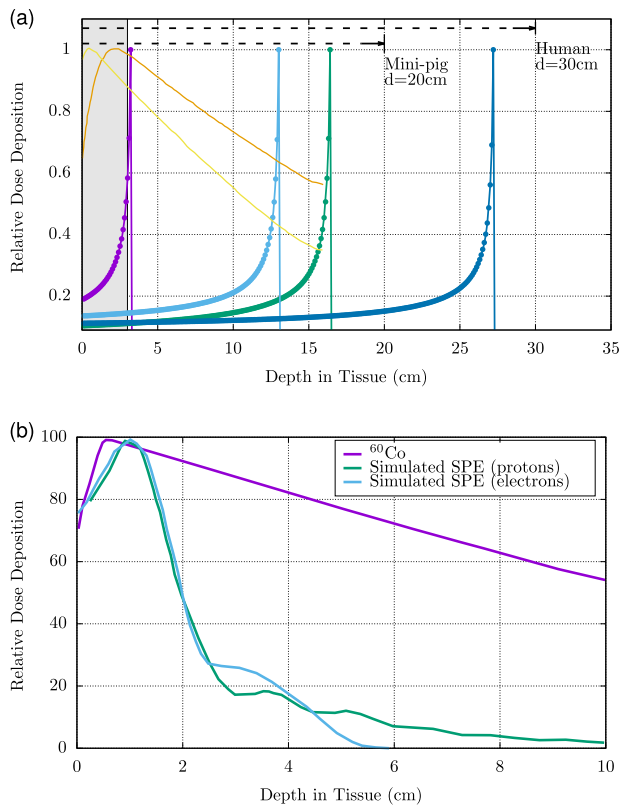 (a)
Human
d=30cm
Mini-pig
d=20cm
1
0.8
0.6
0.4
0.2
Relative Dose Deposition
0 5 10 15 20 25 30 35
Depth in Tissue (cm)
(b)
100
80
60
40
20
0
Relative Dose Deposition
60Co
Simulated SPE (protons)
Simulated SPE (electrons)
0 2 4 6 8 10
Depth in Tissue (cm)